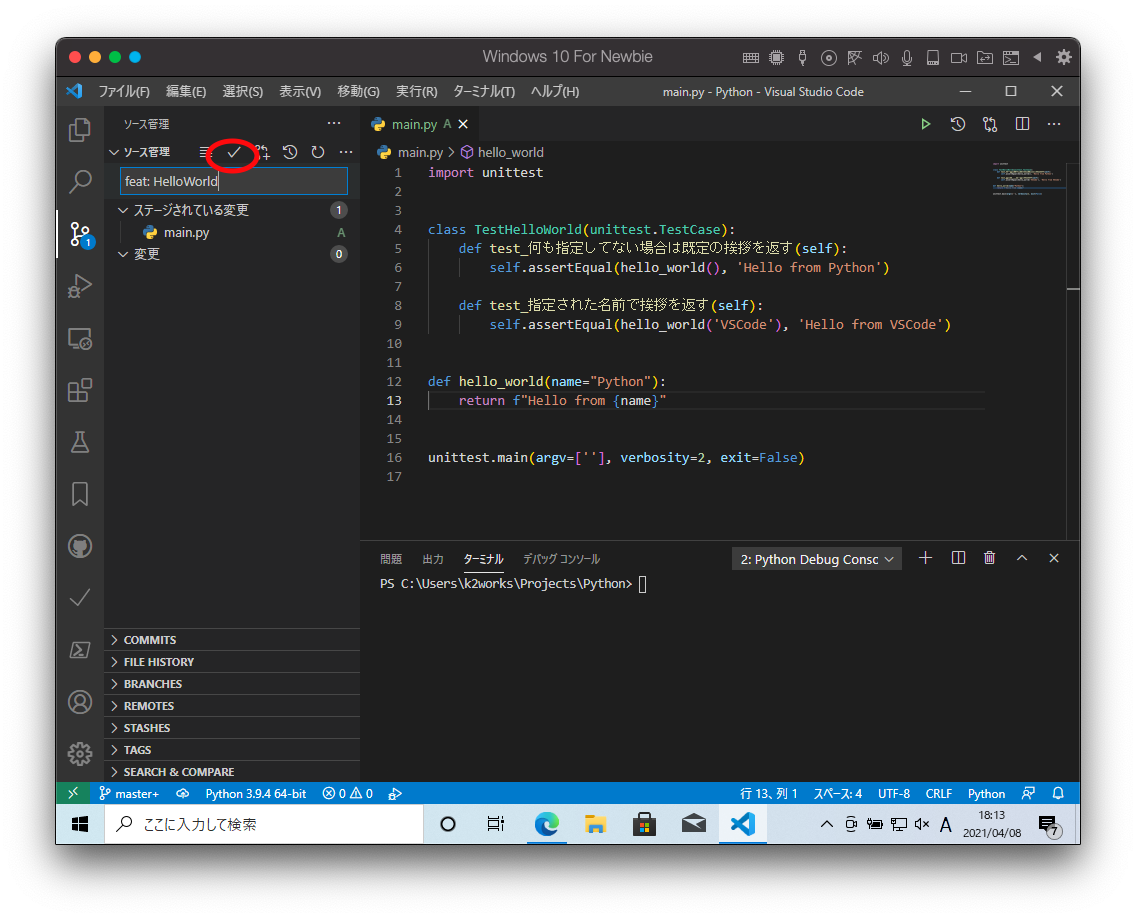 Windows 10 For Newbie
ファイル(F) 編集(E) 選択(S) 表示(V) 移動(G) 実行(R) ターミナル(T) ヘルプ(H) main.py - Python - Visual Studio Code
ソース管理
ソース管理
feat: HelloWorld
ステージされている変更 1
main.py A
変更 0
1
COMMITS
FILE HISTORY
BRANCHES
REMOTES
STASHES
TAGS
SEARCH & COMPARE
main.py A
main.py > hello_world
1 import unittest
2
3
4 class TestHelloWorld(unittest.TestCase):
5 def test_何も指定してない場合は既定の挨拶を返す(self):
6 self.assertEqual(hello_world(), 'Hello from Python')
7
8 def test_指定された名前で挨拶を返す(self):
9 self.assertEqual(hello_world('VSCode'), 'Hello from VSCode')
10
11
12 def hello_world(name="Python"):
13 return f"Hello from {name}"
14
15
16 unittest.main(argv=[''], verbosity=2, exit=False)
17
問題 出力 ターミナル デバッグ コンソール 2: Python Debug Consc
PS C:\Users\k2works\Projects\Python>
master+ Python 3.9.4 64-bit 0 0 行 13、列 1 スペース: 4 UTF-8 CRLF Python
ここに入力して検索 A 18:13
2021/04/08 7